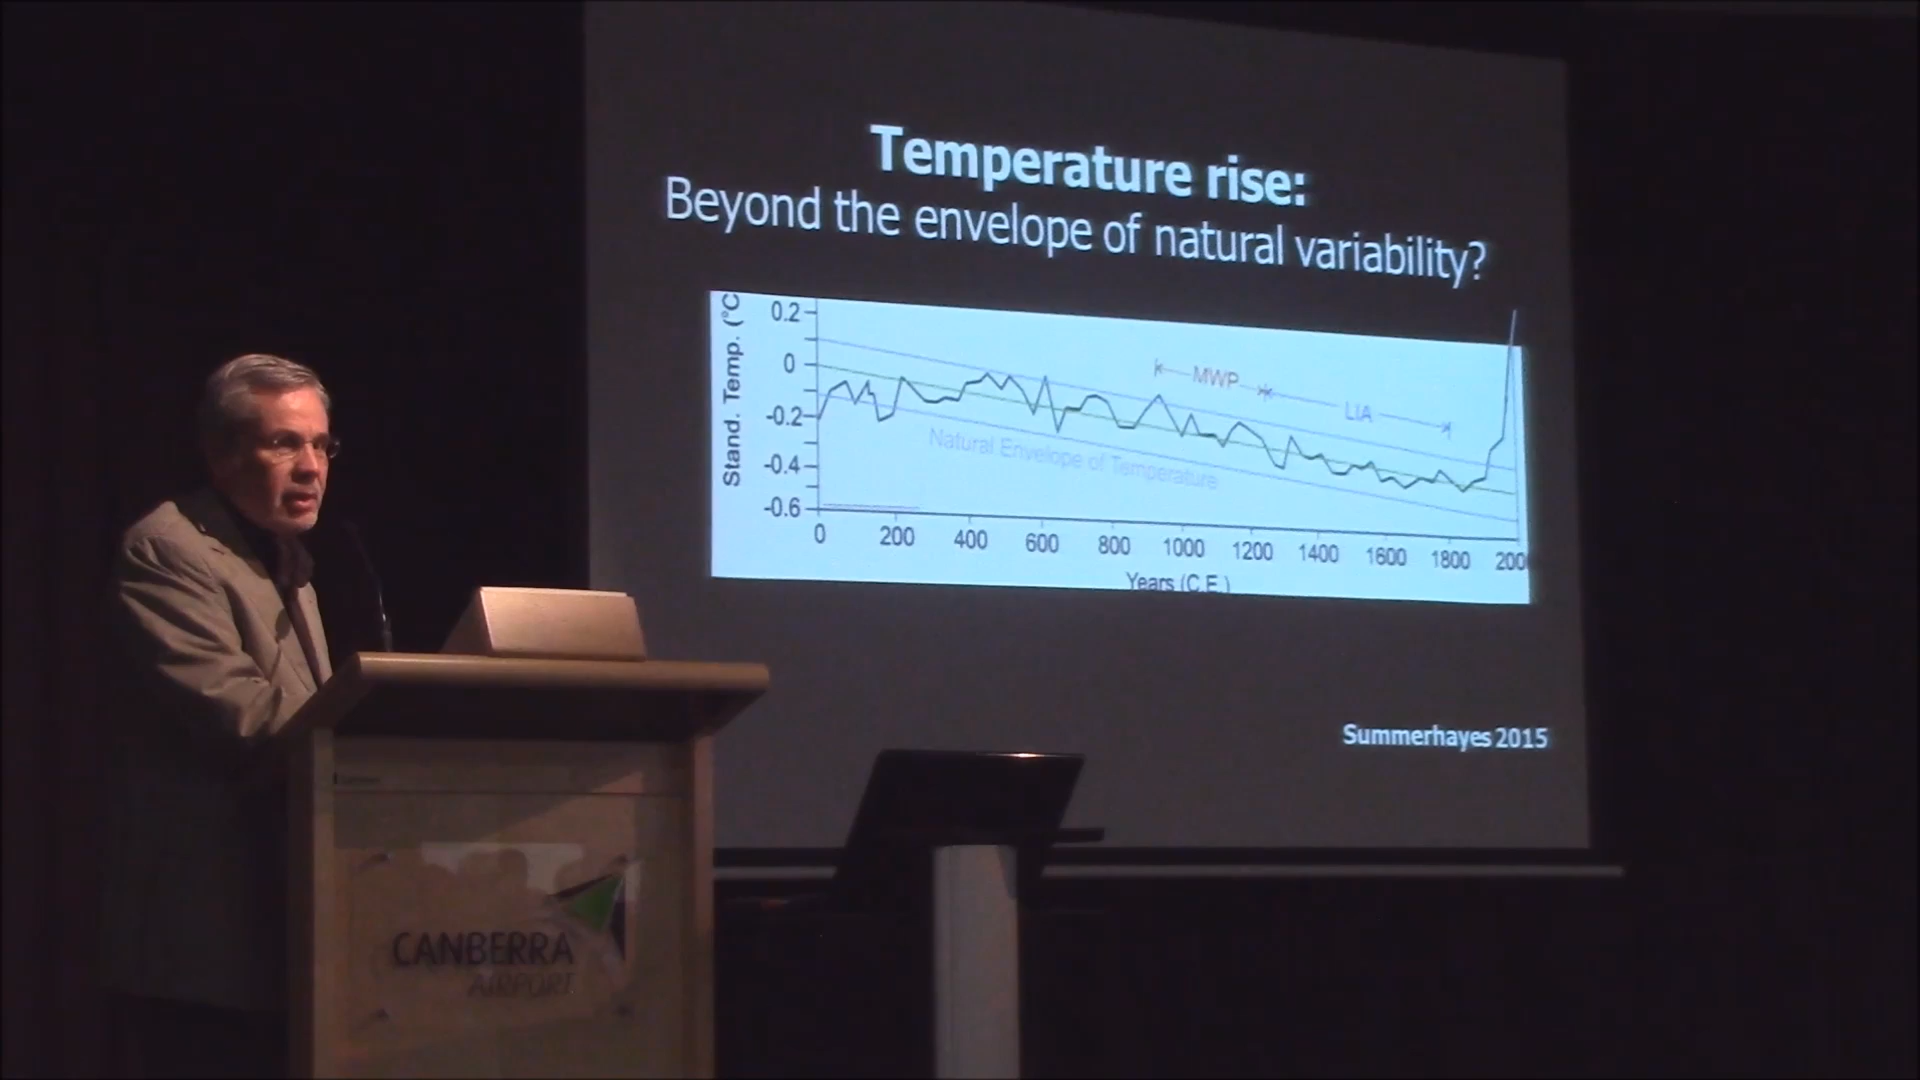 Temperature rise:
Beyond the envelope of natural variability?
Stand. Temp. (°C
0.2
0
-0.2
-0.4
-0.6
MWP
LIA
Natural Envelope of Temperature
0 200 400 600 800 1000 1200 1400 1600 1800 2000
Years (C.E.)
Summerhayes 2015
CANBERRA
AIRPORT